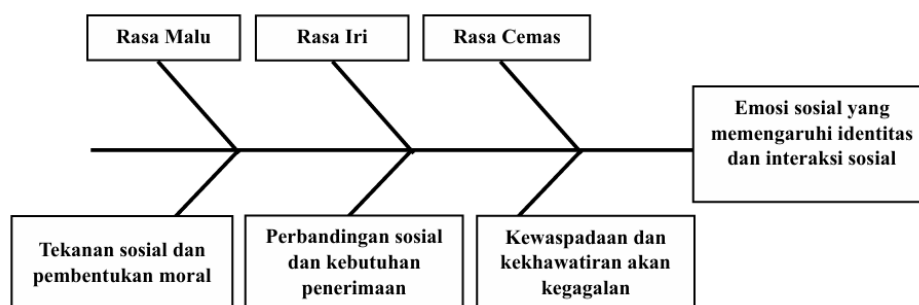 Rasa Malu
Rasa Iri
Rasa Cemas
Emosi sosial yang
memengaruhi identitas
dan interaksi sosial
Tekanan sosial dan
pembentukan moral
Perbandingan sosial
dan kebutuhan
penerimaan
Kewaspadaan dan
kekhawatiran akan
kegagalan